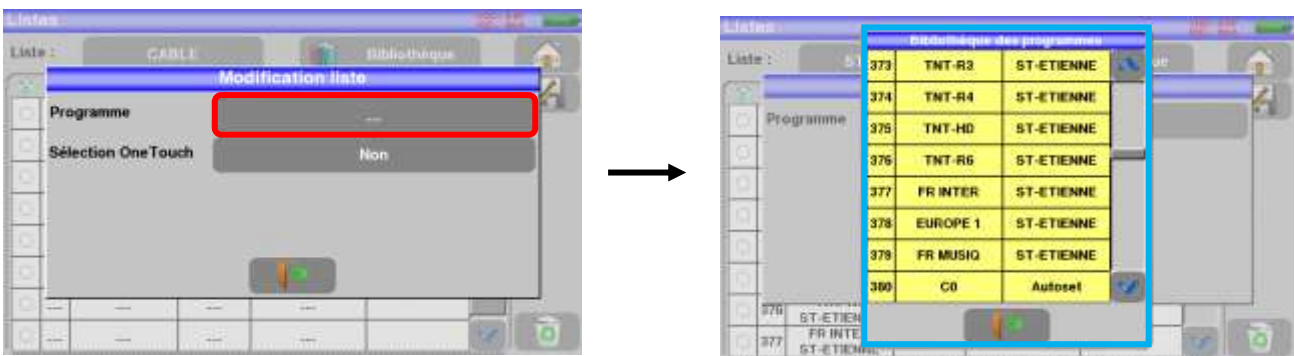 Listes
Liste : CABLE Bibliothèque
Modification liste
Programme ---
Sélection OneTouch Non
--- --- --- --- ---
--- --- --- --- ---
Listes
Liste :
Bibliothèque des programmes
373 TNT-R3 ST-ETIENNE
374 TNT-R4 ST-ETIENNE
375 TNT-HD ST-ETIENNE
376 TNT-R6 ST-ETIENNE
377 FR INTER ST-ETIENNE
378 EUROPE 1 ST-ETIENNE
379 FR MUSIQ ST-ETIENNE
380 C0 Autoset
Programme
376
ST-ETIEN
377 FR INTE
ST-ETIENNE